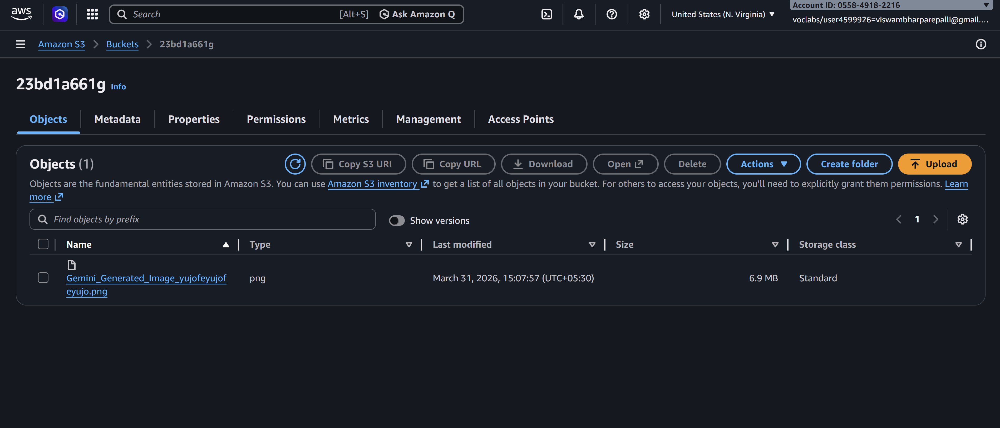 aws
Search [Alt+S] Ask Amazon Q
United States (N. Virginia)
Account ID: 0558-4918-2216
voclabs/user4599926=viswambharparepalli@gmail....
Amazon S3 Buckets 23bd1a661g
23bd1a661g Info
Objects Metadata Properties Permissions Metrics Management Access Points
Objects (1) Copy S3 URI Copy URL Download Open Delete Actions Create folder Upload
Objects are the fundamental entities stored in Amazon S3. You can use Amazon S3 inventory to get a list of all objects in your bucket. For others to access your objects, you'll need to explicitly grant them permissions. Learn
more
Find objects by prefix Show versions 1
Name Type Last modified Size Storage class
Gemini_Generated_Image_yujofeyujof png March 31, 2026, 15:07:57 (UTC+05:30) 6.9 MB Standard
eyujo.png